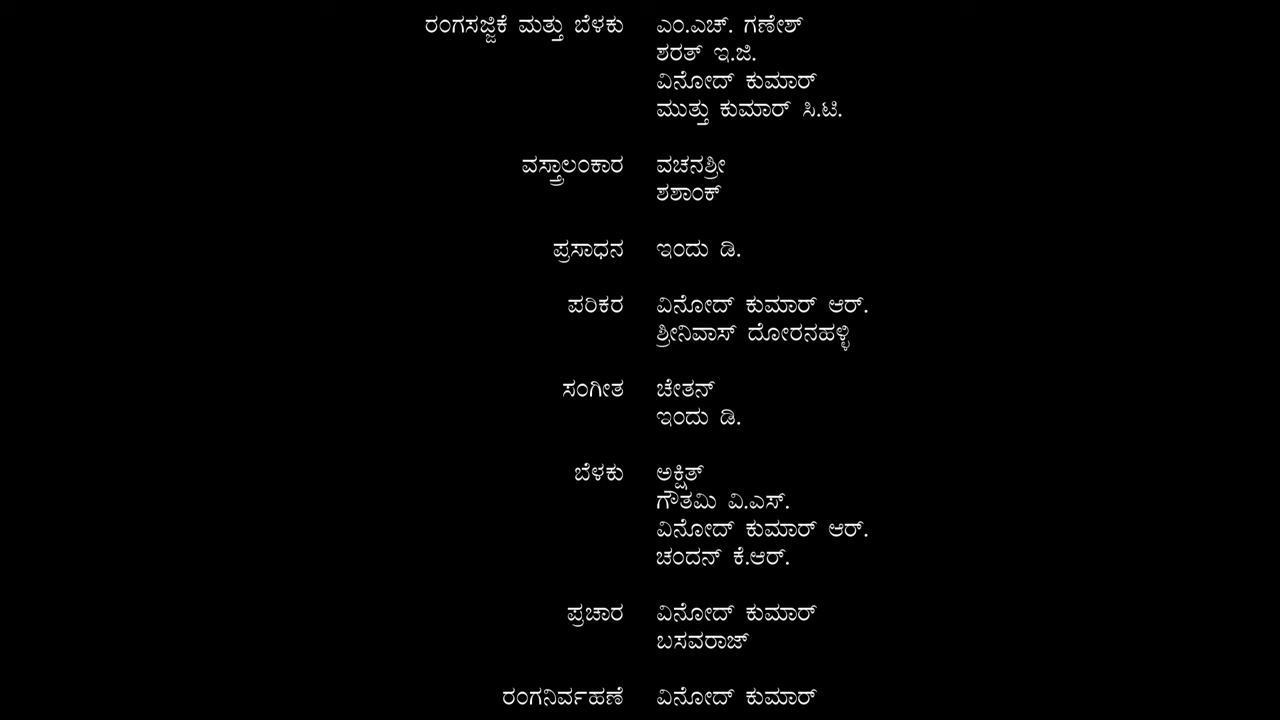 ರಂಗಸಜ್ಜಿಕೆ ಮತ್ತು ಬೆಳಕು ಎಂ.ಎಚ್. ಗಣೇಶ್
ಶರತ್ ಇ.ಜಿ.
ವಿನೋದ್ ಕುಮಾರ್
ಮುತ್ತು ಕುಮಾರ್ ಸಿ.ಟಿ.
ವಸ್ತ್ರಾಲಂಕಾರ ವಚನಶ್ರೀ
ಶಶಾಂಕ್
ಪ್ರಸಾಧನ ಇಂದು ಡಿ.
ಪರಿಕರ ವಿನೋದ್ ಕುಮಾರ್ ಆರ್.
ಶ್ರೀನಿವಾಸ್ ದೋರನಹಳ್ಳಿ
ಸಂಗೀತ ಚೇತನ್
ಇಂದು ಡಿ.
ಬೆಳಕು ಅಕ್ಷಿತ್
ಗೌತಮಿ ವಿ.ಎಸ್.
ವಿನೋದ್ ಕುಮಾರ್ ಆರ್.
ಚಂದನ್ ಕೆ.ಆರ್.
ಪ್ರಚಾರ ವಿನೋದ್ ಕುಮಾರ್
ಬಸವರಾಜ್
ರಂಗನಿರ್ವಹಣೆ ವಿನೋದ್ ಕುಮಾರ್